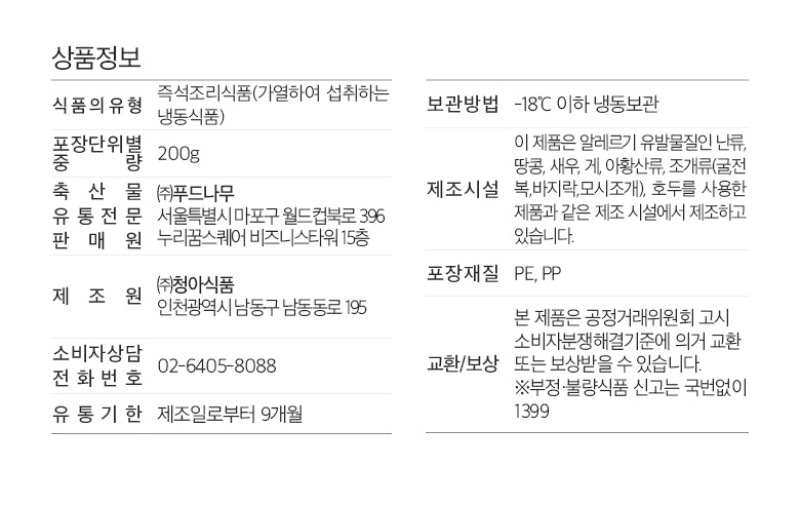 상품정보
식품의유형 즉석조리식품(가열하여 섭취하는
냉동식품)
포장단위별
중량 200g
축산물 ㈜푸드나무
유통전문 서울특별시 마포구 월드컵북로 396
판매원 누리꿈스퀘어 비즈니스타워 15층
제조원 ㈜청아식품
인천광역시 남동구 남동동로 195
소비자상담
전화번호 02-6405-8088
유통기한 제조일로부터 9개월
보관방법 -18℃ 이하 냉동보관
이 제품은 알레르기 유발물질인 난류,
땅콩, 새우, 게, 아황산류, 조개류(굴,전
제조시설 복,바지락,모시조개), 호두를 사용한
제품과 같은 제조 시설에서 제조하고
있습니다.
포장재질 PE, PP
본 제품은 공정거래위원회 고시
소비자분쟁해결기준에 의거 교환
교환/보상 또는 보상받을 수 있습니다.
※부정·불량식품 신고는 국번없이
1399